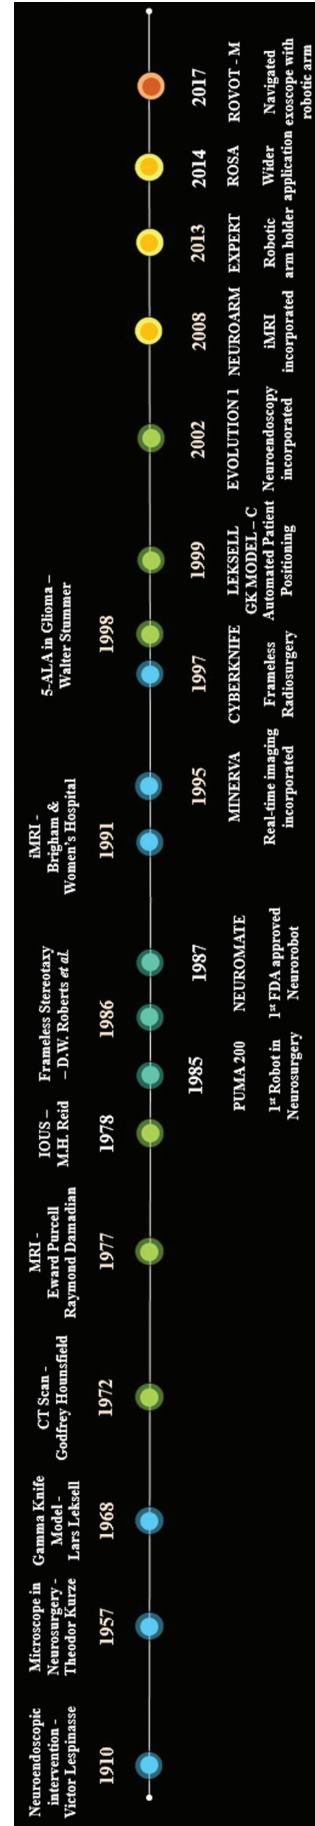 Neuroendoscopic
intervention -
Victor Lespinasse
1910
Microscope in
Neurosurgery -
Theodor Kurze
1957
Gamma Knife
Model -
Lars Leksell
1968
CT Scan -
Godfrey Hounsfield
1972
MRI -
Eward Purcell
Raymond Damadian
1977
IOUS –
M.H. Reid
1978
Frameless Stereotaxy
– D.W. Roberts et al.
1986
iMRI -
Brigham &
Women's Hospital
1991
5-ALA in Glioma –
Walter Stummer
1998
1985
PUMA 200
1st Robot in
Neurosurgery
1987
NEUROMATE
1st FDA approved
Neurorobot
1995
MINERVA
Real-time imaging
incorporated
1997
CYBERKNIFE
Frameless
Radiosurgery
1999
LEKSELL
GK MODEL – C
Automated Patient
Positioning
2002
EVOLUTION 1
Neuroendoscopy
incorporated
2008
NEUROARM
iMRI
incorporated
2013
EXPERT
Robotic
arm holder
2014
ROSA
Wider
application
2017
ROVOT - M
Navigated
exoscope with
robotic arm